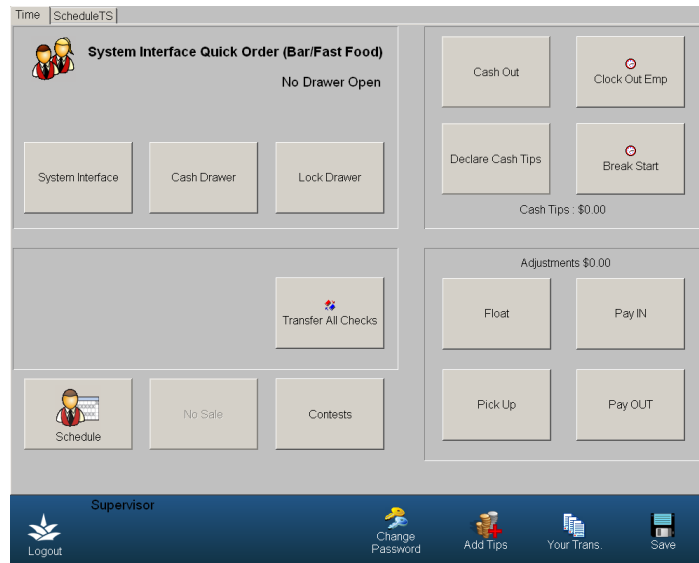 Time ScheduleTS
System Interface Quick Order (Bar/Fast Food)
No Drawer Open
System Interface Cash Drawer Lock Drawer
Cash Out Clock Out Emp
Declare Cash Tips Break Start
Cash Tips : $0.00
Transfer All Checks
Adjustments $0.00
Float Pay IN
Schedule No Sale Contests
Pick Up Pay OUT
Supervisor
Logout
Change
Password
Add Tips
Your Trans.
Save